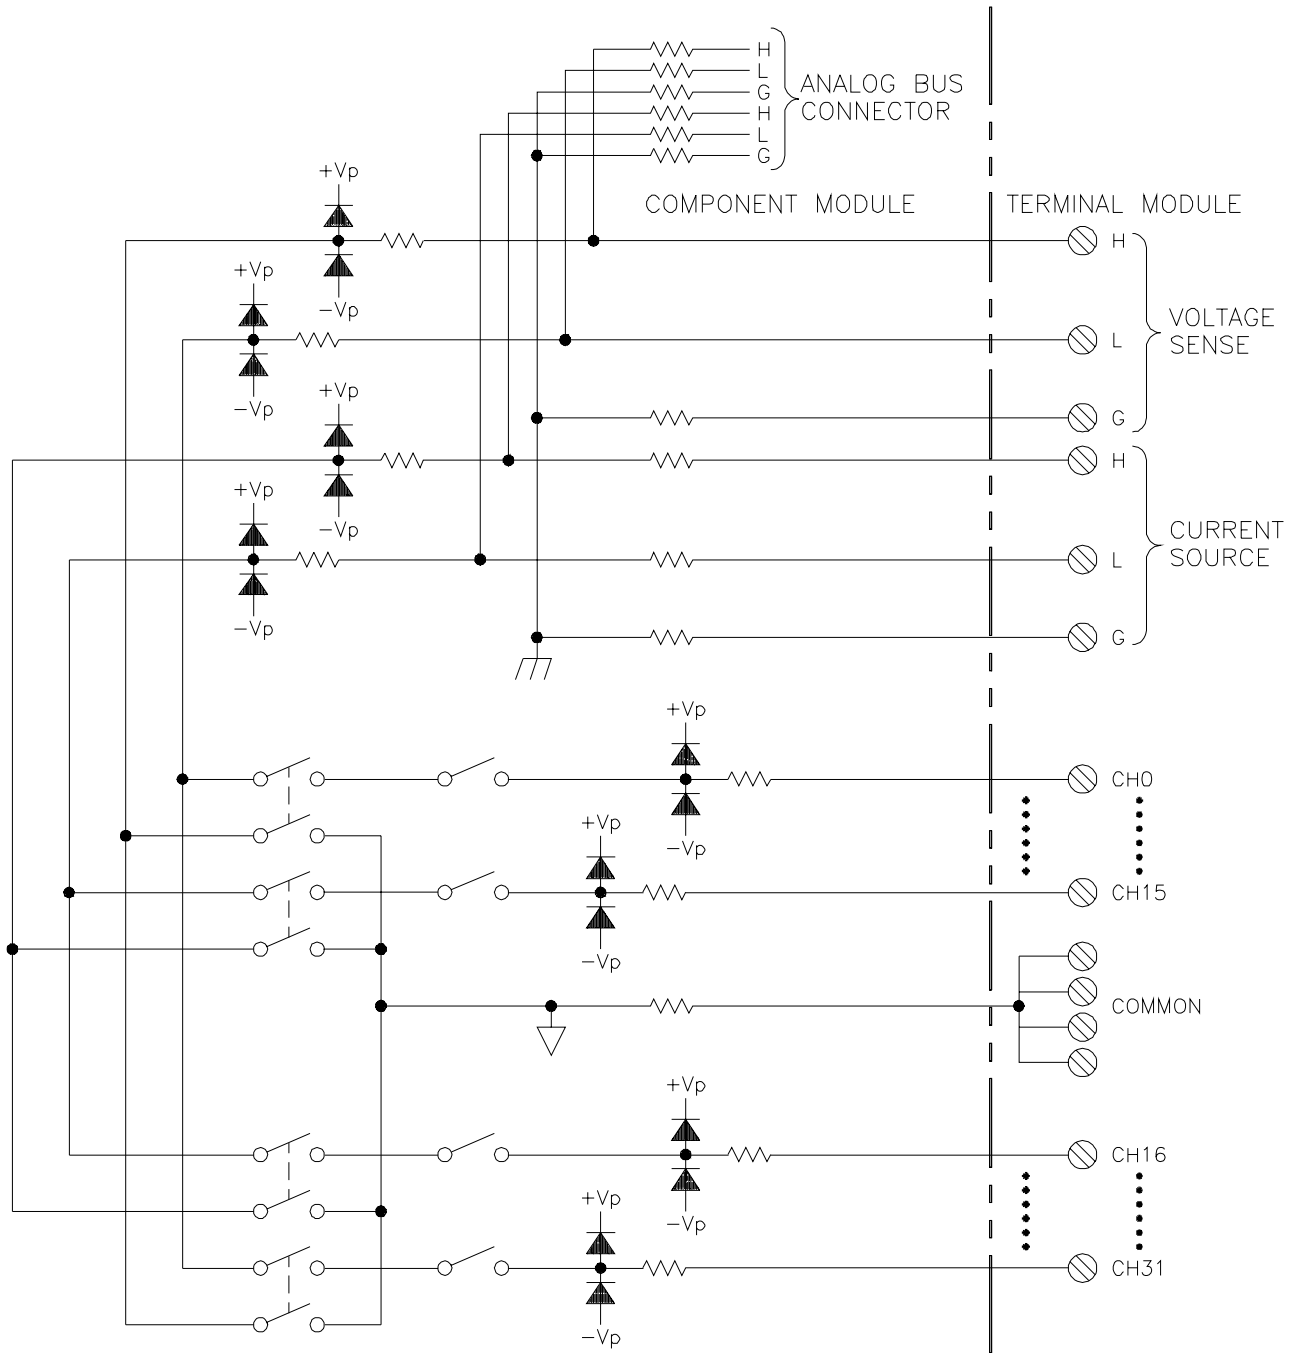 H
L
G
H
L
G
ANALOG BUS
CONNECTOR
+Vp
COMPONENT MODULE
TERMINAL MODULE
H
+Vp
−Vp
VOLTAGE
SENSE
L
+Vp
−Vp
G
H
+Vp
−Vp
CURRENT
SOURCE
L
−Vp
G
+Vp
CH0
+Vp
−Vp
CH15
−Vp
COMMON
+Vp
CH16
+Vp
−Vp
CH31
−Vp